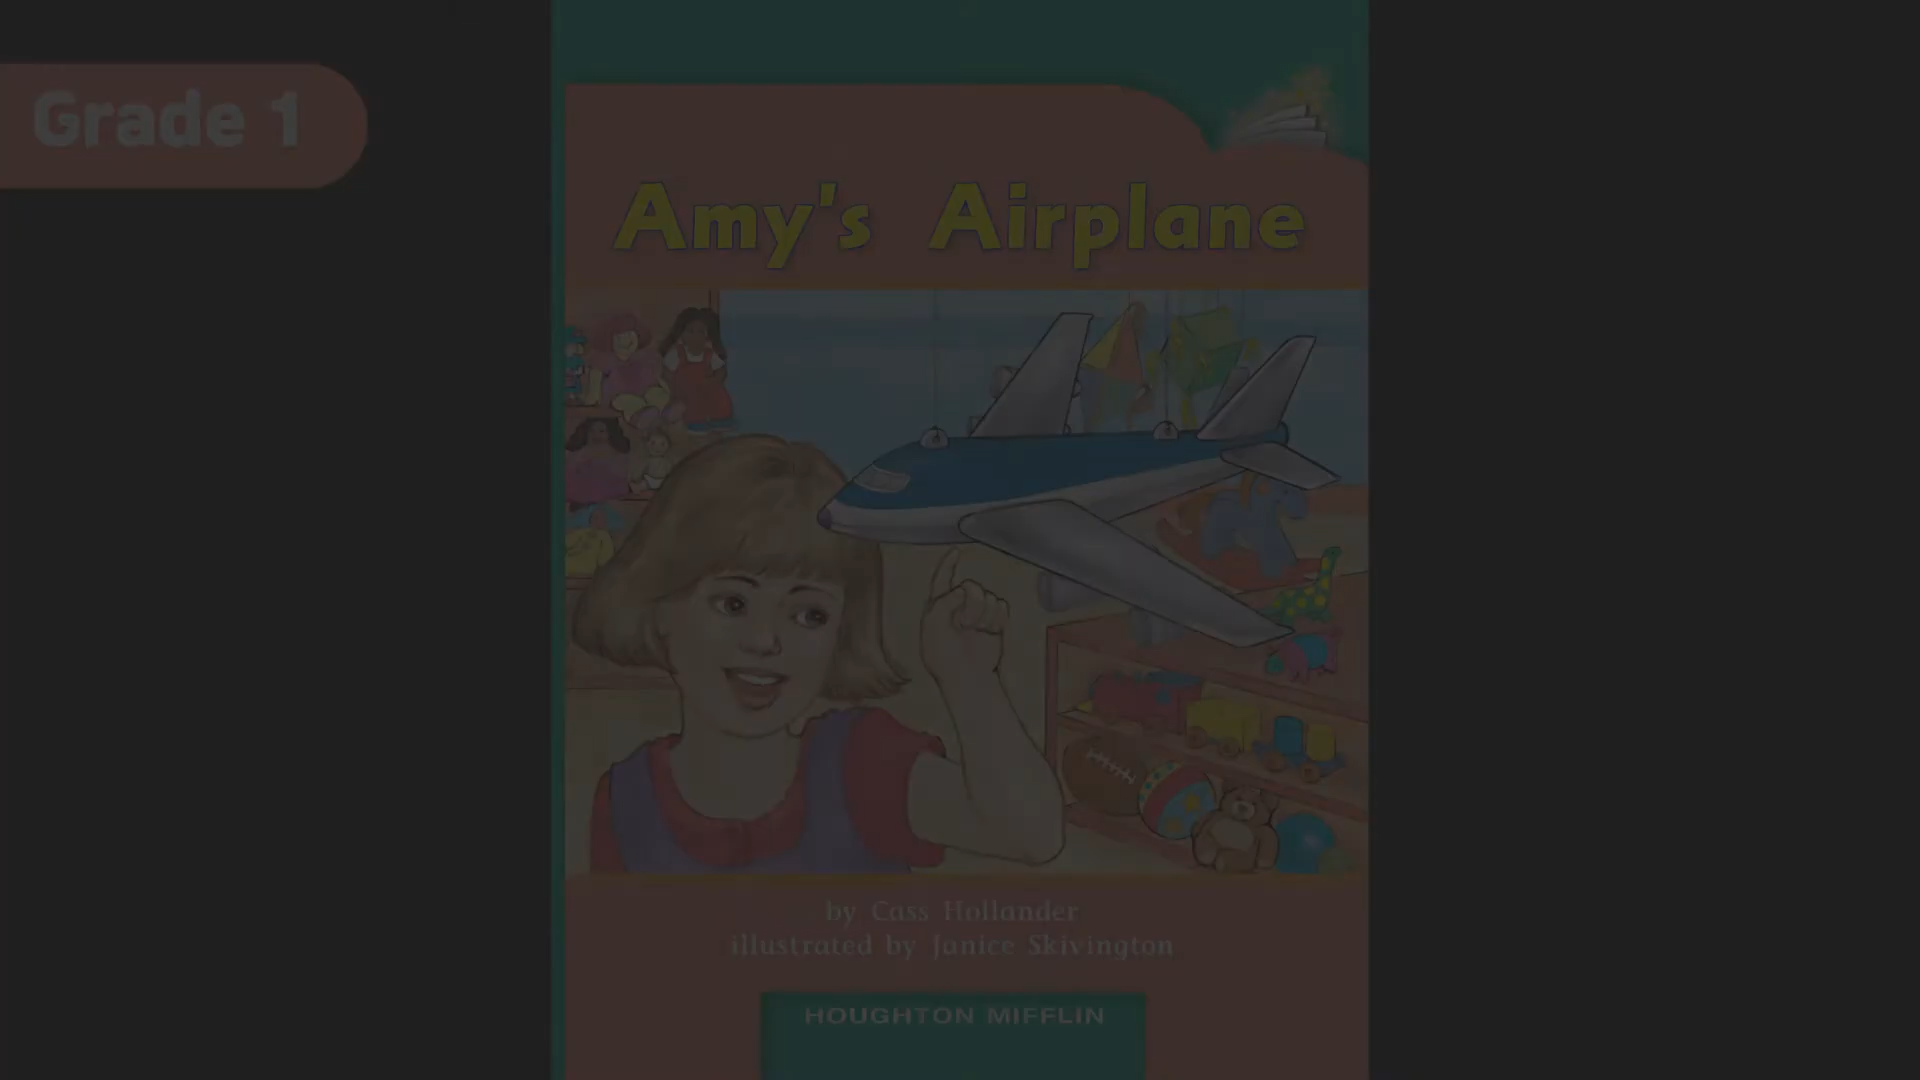 Grade 1
Amy's Airplane
by Cass Hollander
illustrated by Janice Skivington
HOUGHTON MIFFLIN